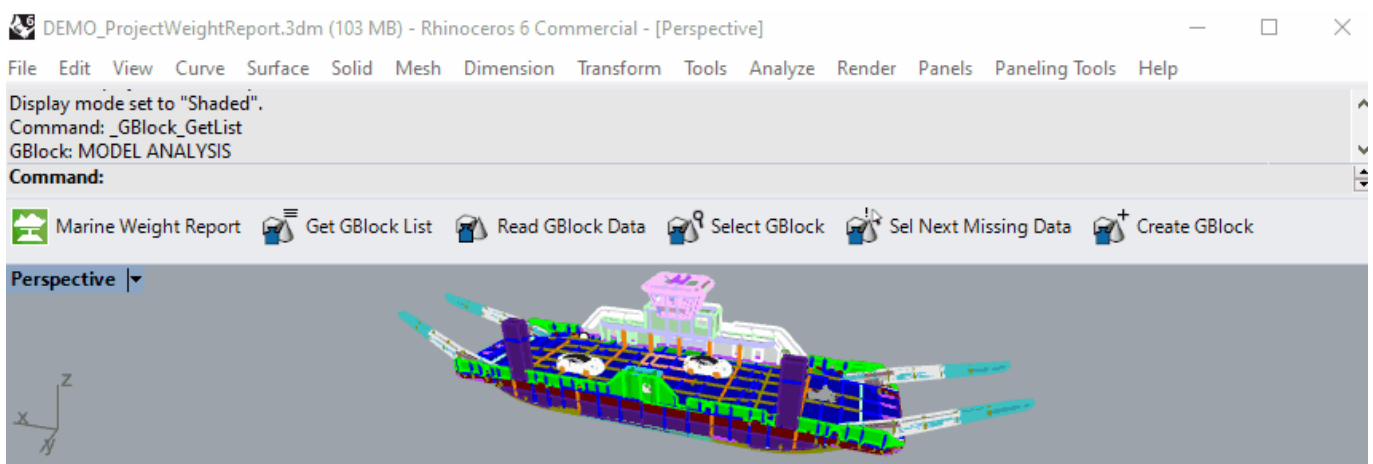 DEMO_ProjectWeightReport.3dm (103 MB) - Rhinoceros 6 Commercial - [Perspective]
File Edit View Curve Surface Solid Mesh Dimension Transform Tools Analyze Render Panels Paneling Tools Help
Display mode set to "Shaded".
Command: _GBlock_GetList
GBlock: MODEL ANALYSIS
Command:
Marine Weight Report Get GBlock List Read GBlock Data Select GBlock Sel Next Missing Data Create GBlock
Perspective
z
x
y